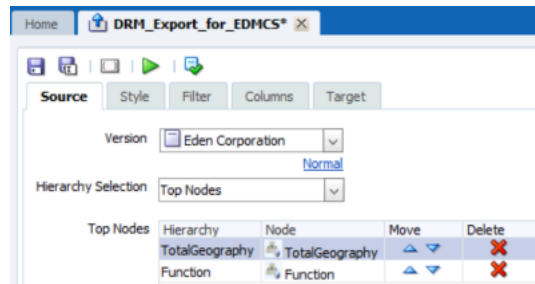 Home DRM_Export_for_EDMCS* X
Source Style Filter Columns Target
Version Eden Corporation
Normal
Hierarchy Selection Top Nodes
Top Nodes Hierarchy Node Move Delete
TotalGeography TotalGeography
Function Function